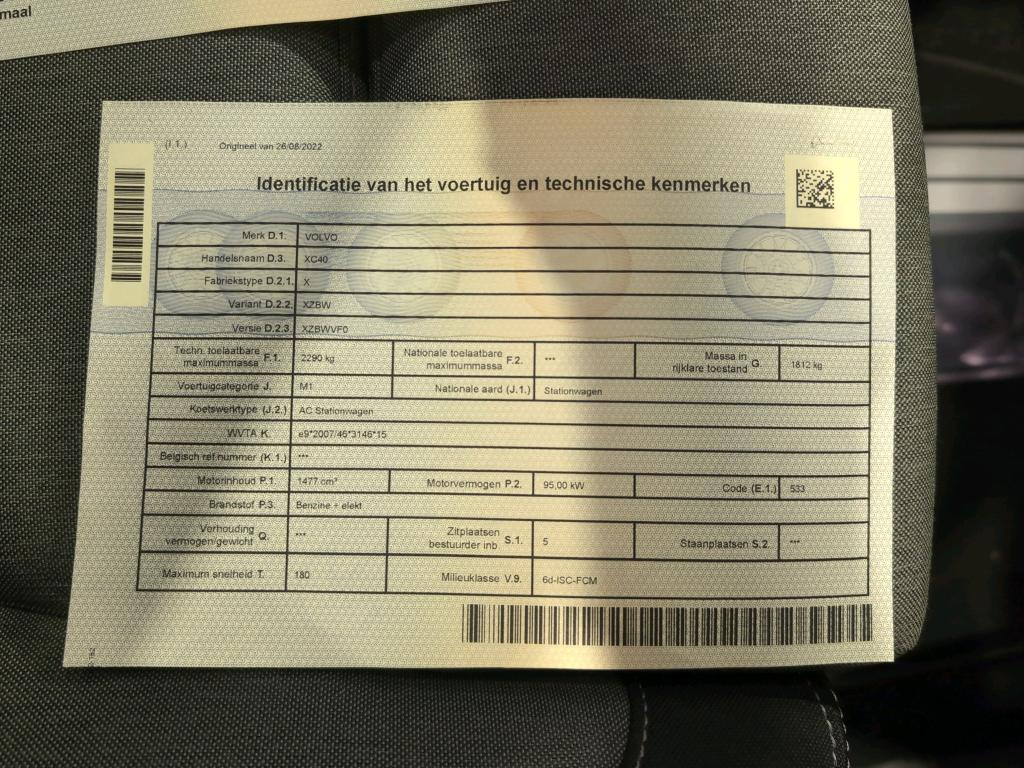 maal
(I.1.) Origineel van 26/08/2022
Identificatie van het voertuig en technische kenmerken
Merk D.1. VOLVO
Handelsnaam D.3. XC40
Fabriekstype D.2.1. X
Variant D.2.2. XZBW
Versie D.2.3. XZBWVF0
Techn. toelaatbare maximummassa F.1. 2290 kg Nationale toelaatbare maximummassa F.2. *** Massa in rijklare toestand G. 1812 kg
Voertuigcategorie J. M1 Nationale aard (J.1.) Stationwagen
Koetswerktype (J.2.) AC Stationwagen
WVTA K. e9*2007/46*3146*15
Belgisch ref.nummer (K.1.) ***
Motorinhoud P.1. 1477 cm³ Motorvermogen P.2. 95,00 kW Code (E.1.) 533
Brandstof P.3. Benzine + elekt
Verhouding vermogen/gewicht Q. *** Zitplaatsen bestuurder inb. S.1. 5 Staanplaatsen S.2. ***
Maximum snelheid T. 180 Milieuklasse V.9. 6d-ISC-FCM